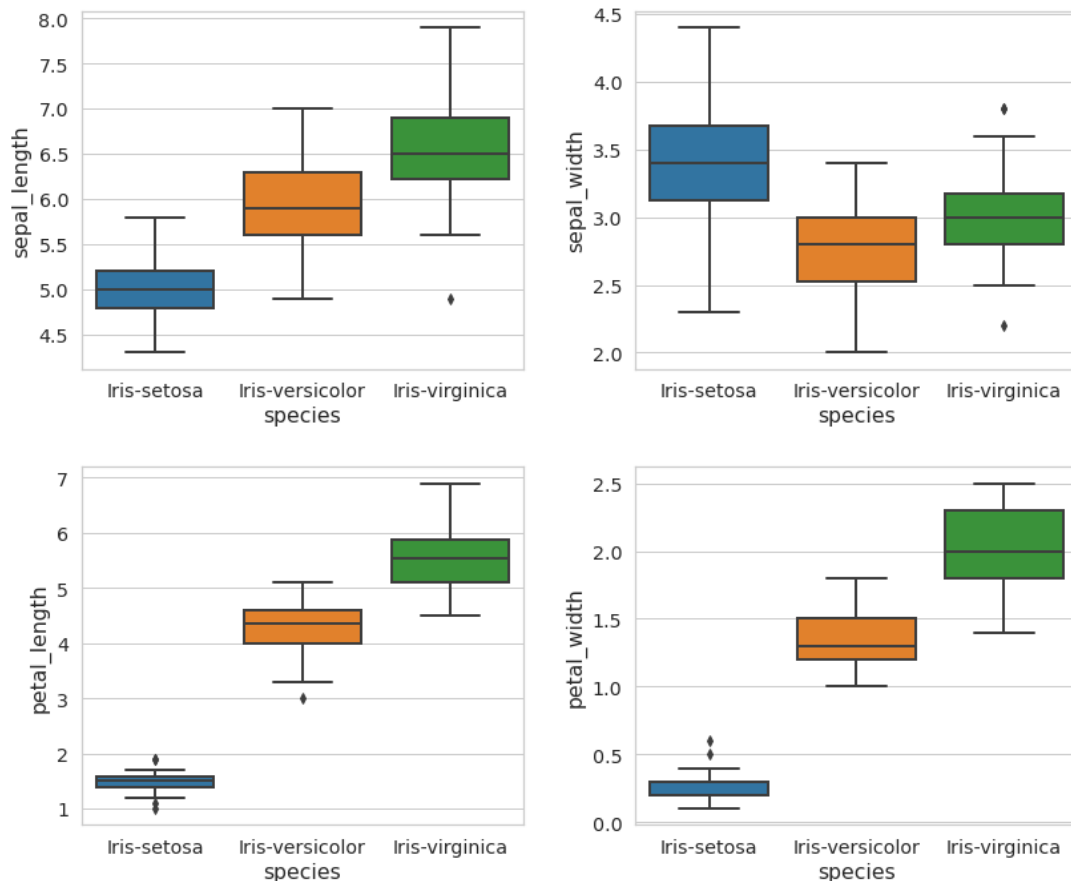 sepal_length
8.0
7.5
7.0
6.5
6.0
5.5
5.0
4.5
Iris-setosa Iris-versicolor Iris-virginica
species
sepal_width
4.5
4.0
3.5
3.0
2.5
2.0
Iris-setosa Iris-versicolor Iris-virginica
species
petal_length
7
6
5
4
3
2
1
Iris-setosa Iris-versicolor Iris-virginica
species
petal_width
2.5
2.0
1.5
1.0
0.5
0.0
Iris-setosa Iris-versicolor Iris-virginica
species